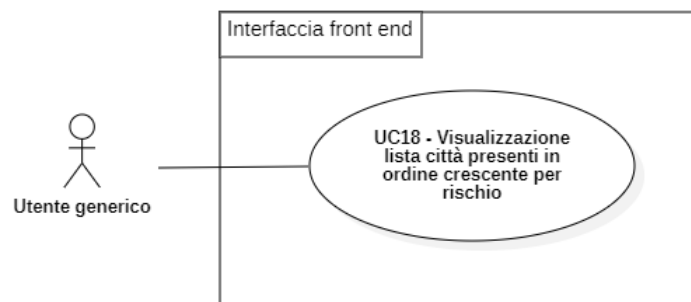 Interfaccia front end
UC18 - Visualizzazione
lista città presenti in
ordine crescente per
rischio
Utente generico